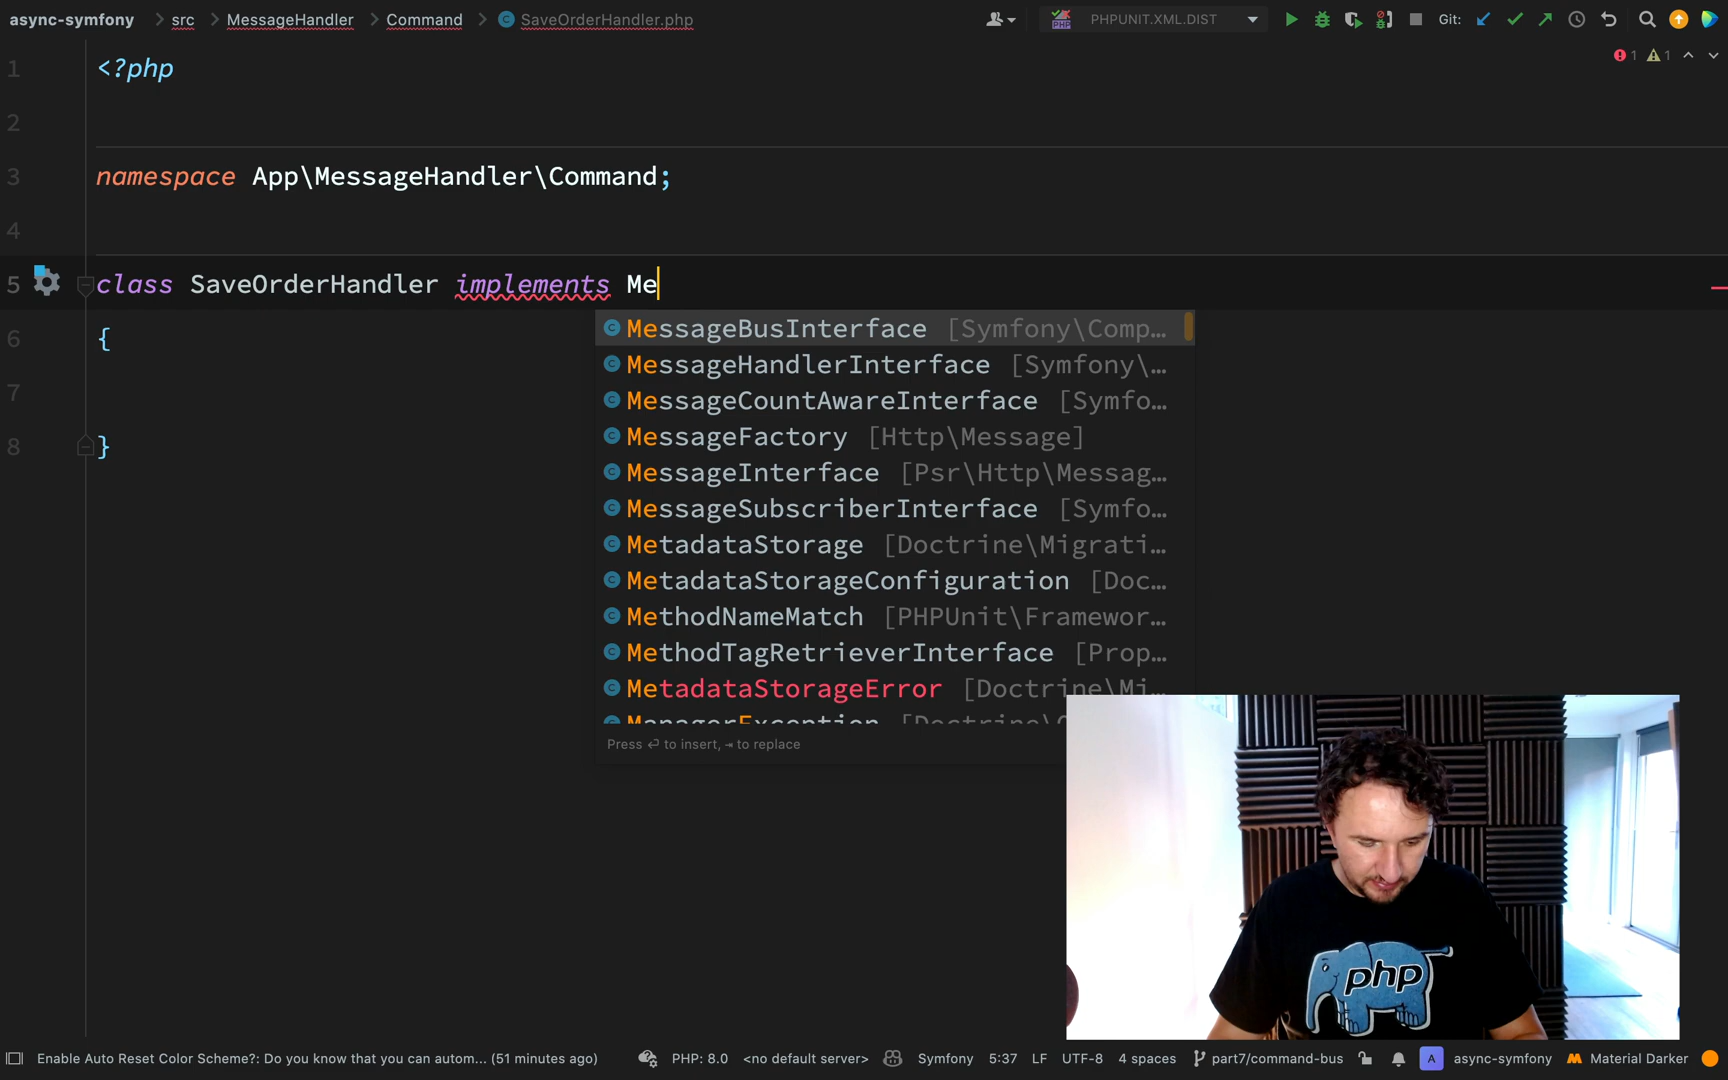 async-symfony src MessageHandler Command SaveOrderHandler.php PHPUNIT.XML.DIST Git:
1 <?php 1 1
2
3 namespace App\MessageHandler\Command;
4
5 class SaveOrderHandler implements Me
6 {
7
8 }
MessageBusInterface [Symfony\Comp…
MessageHandlerInterface [Symfony\…
MessageCountAwareInterface [Symfo…
MessageFactory [Http\Message]
MessageInterface [Psr\Http\Messag…
MessageSubscriberInterface [Symfo…
MetadataStorage [Doctrine\Migrati…
MetadataStorageConfiguration [Doc…
MethodNameMatch [PHPUnit\Framewor…
MethodTagRetrieverInterface [Prop…
MetadataStorageError [Doctrine\Mi…
ManagerException [Doctrine\
Press ↵ to insert, ⇥ to replace
php
Enable Auto Reset Color Scheme?: Do you know that you can autom... (51 minutes ago) PHP: 8.0 <no default server> Symfony 5:37 LF UTF-8 4 spaces part7/command-bus A async-symfony Material Darker